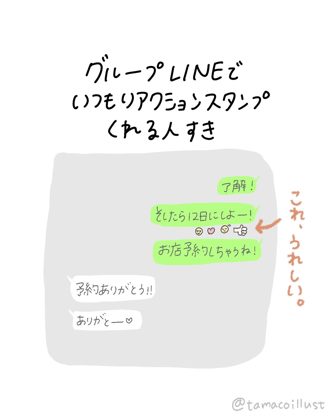 グループLINEで
いつもリアクションスタンプ
くれる人すき
了解!
そしたら12日にしよー!
お店予約しちゃうね!
これ、うれしい。
予約ありがとう!!
ありがとー♡
@tamacoillust